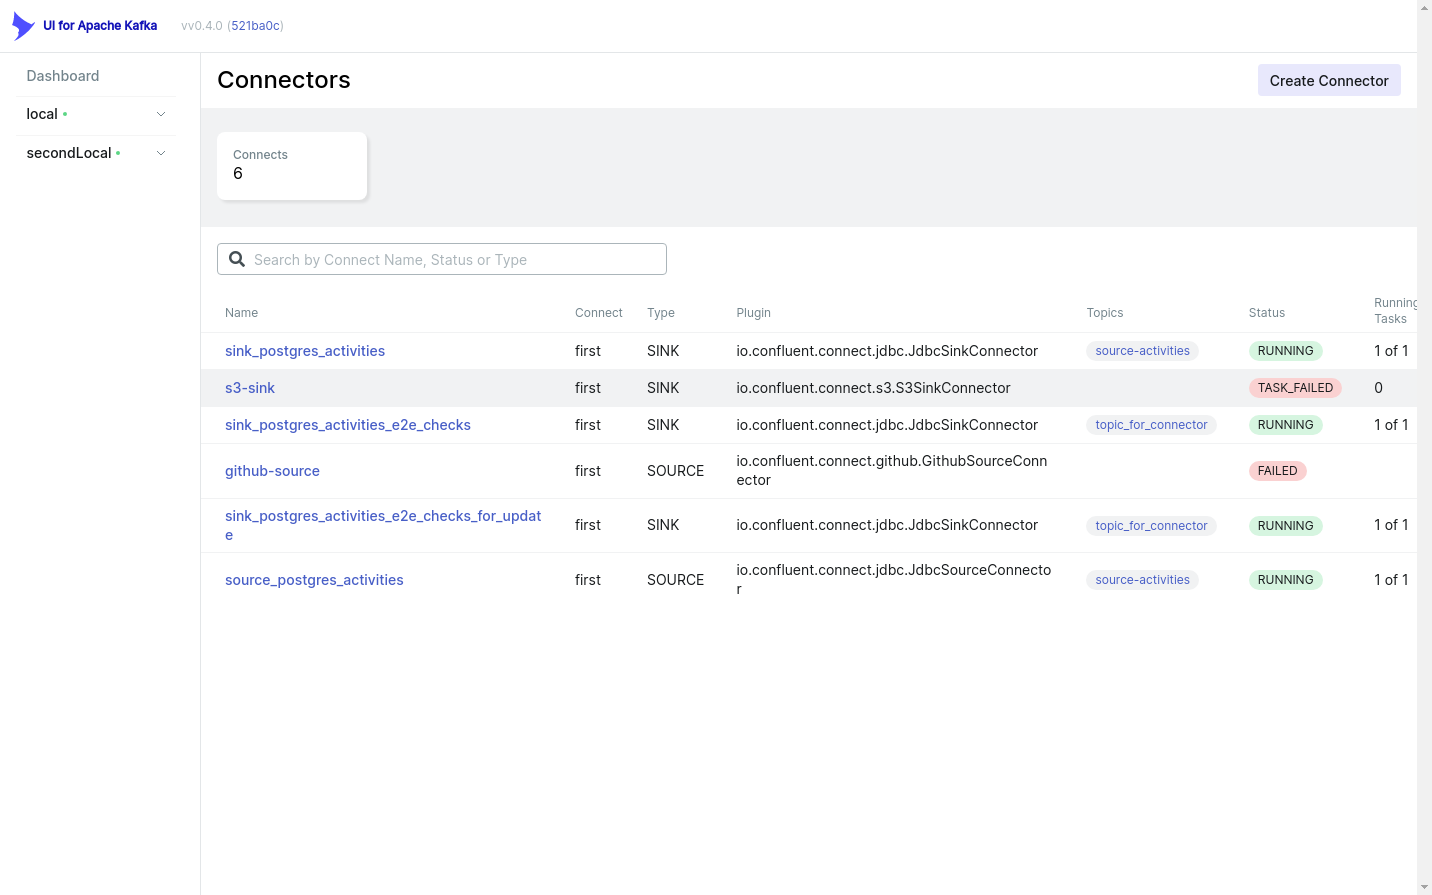 UI for Apache Kafka
vv0.4.0 (521ba0c)
Dashboard
local
secondLocal
Connectors
Create Connector
Connects
6
Search by Connect Name, Status or Type
Name Connect Type Plugin Topics Status Running Tasks
sink_postgres_activities first SINK io.confluent.connect.jdbc.JdbcSinkConnector source-activities RUNNING 1 of 1
s3-sink first SINK io.confluent.connect.s3.S3SinkConnector TASK_FAILED 0
sink_postgres_activities_e2e_checks first SINK io.confluent.connect.jdbc.JdbcSinkConnector topic_for_connector RUNNING 1 of 1
github-source first SOURCE io.confluent.connect.github.GithubSourceConn
ector FAILED
sink_postgres_activities_e2e_checks_for_updat
e first SINK io.confluent.connect.jdbc.JdbcSinkConnector topic_for_connector RUNNING 1 of 1
source_postgres_activities first SOURCE io.confluent.connect.jdbc.JdbcSourceConnecto
r source-activities RUNNING 1 of 1